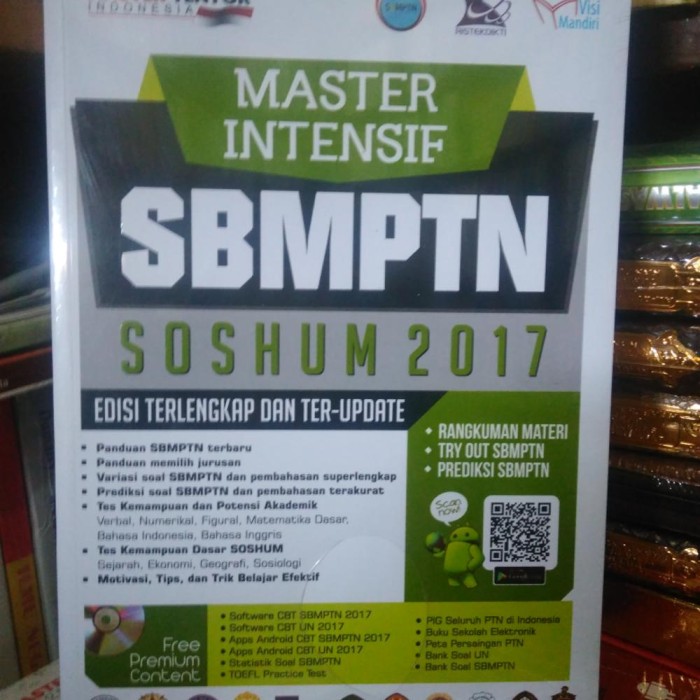 INDONESIA
SBMPTN
RISTEKDIKTI
Visi
Mandiri
MASTER
INTENSIF
SBMPTN
SOSHUM 2017
EDISI TERLENGKAP DAN TER-UPDATE
• Panduan SBMPTN terbaru
• Panduan memilih jurusan
• Variasi soal SBMPTN dan pembahasan superlengkap
• Prediksi soal SBMPTN dan pembahasan terakurat
• Tes Kemampuan dan Potensi Akademik
Verbal, Numerikal, Figural, Matematika Dasar,
Bahasa Indonesia, Bahasa Inggris
• Tes Kemampuan Dasar SOSHUM
Sejarah, Ekonomi, Geografi, Sosiologi
• Motivasi, Tips, dan Trik Belajar Efektif
• RANGKUMAN MATERI
• TRY OUT SBMPTN
• PREDIKSI SBMPTN
Scan
now!
Free
Premium
Content
• Software CBT SBMPTN 2017
• Software CBT UN 2017
• Apps Android CBT SBMPTN 2017
• Apps Android CBT UN 2017
• Statistik Soal SBMPTN
• TOEFL Practice Test
• PIG Seluruh PTN di Indonesia
• Buku Sekolah Elektronik
• Peta Persaingan PTN
• Bank Soal UN
• Bank Soal SBMPTN